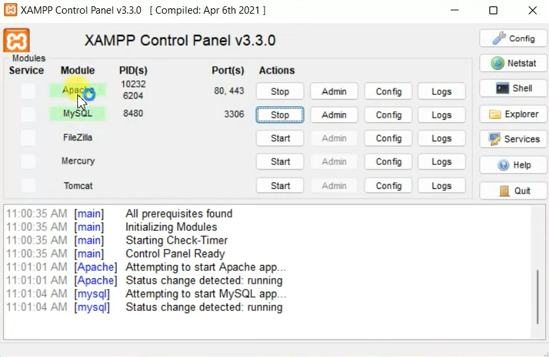 XAMPP Control Panel v3.3.0 [ Compiled: Apr 6th 2021 ]
XAMPP Control Panel v3.3.0
Config
Modules
Service Module PID(s) Port(s) Actions
Netstat
Apache 10232 6204 80, 443 Stop Admin Config Logs
Shell
MySQL 8480 3306 Stop Admin Config Logs
Explorer
FileZilla Start Admin Config Logs
Services
Mercury Start Admin Config Logs
Help
Tomcat Start Admin Config Logs
Quit
11:00:35 AM [main] All prerequisites found
11:00:35 AM [main] Initializing Modules
11:00:35 AM [main] Starting Check-Timer
11:00:35 AM [main] Control Panel Ready
11:01:01 AM [Apache] Attempting to start Apache app...
11:01:01 AM [Apache] Status change detected: running
11:01:04 AM [mysql] Attempting to start MySQL app...
11:01:04 AM [mysql] Status change detected: running